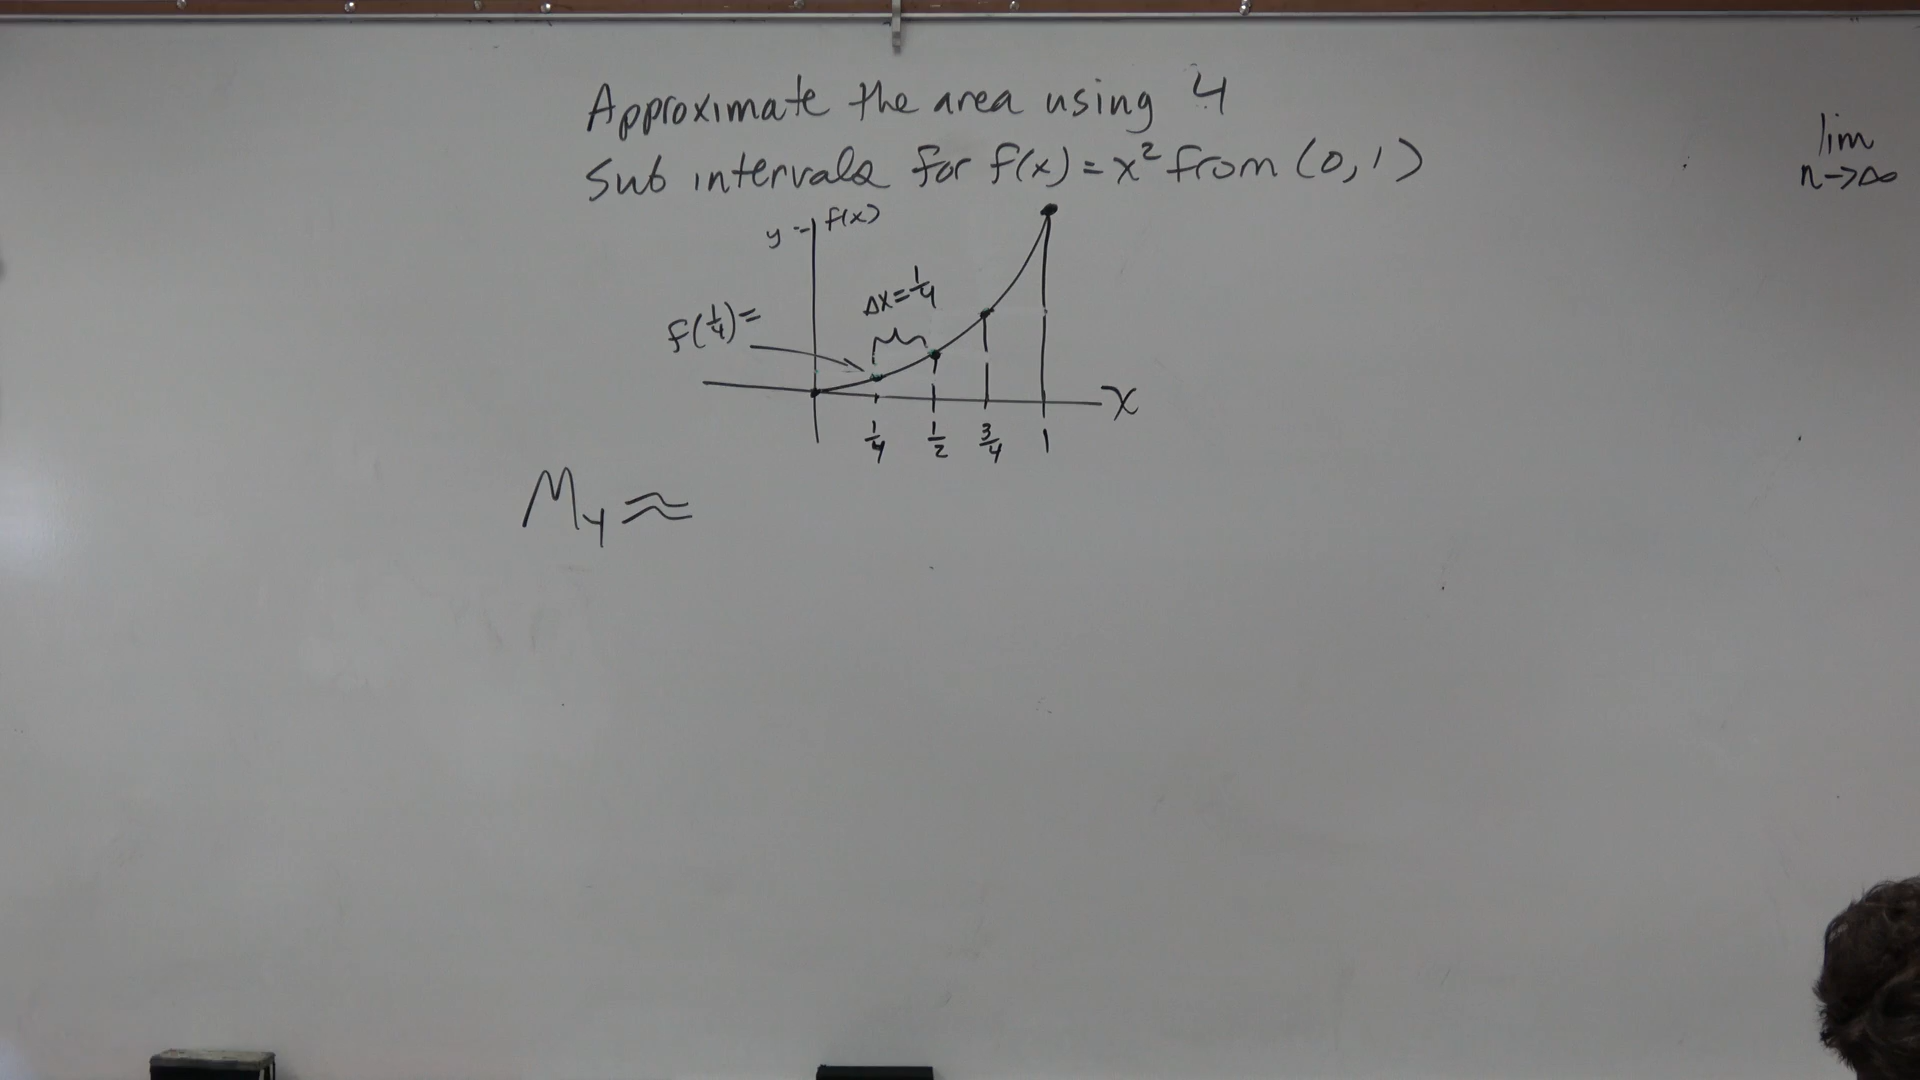 Approximate the area using 4
Sub intervals for f(x) = x² from (0, 1)
lim
n→∞
y = f(x)
Δx = 1/4
f(1/4) =
x
1/4 1/2 3/4 1
M₄ ≈